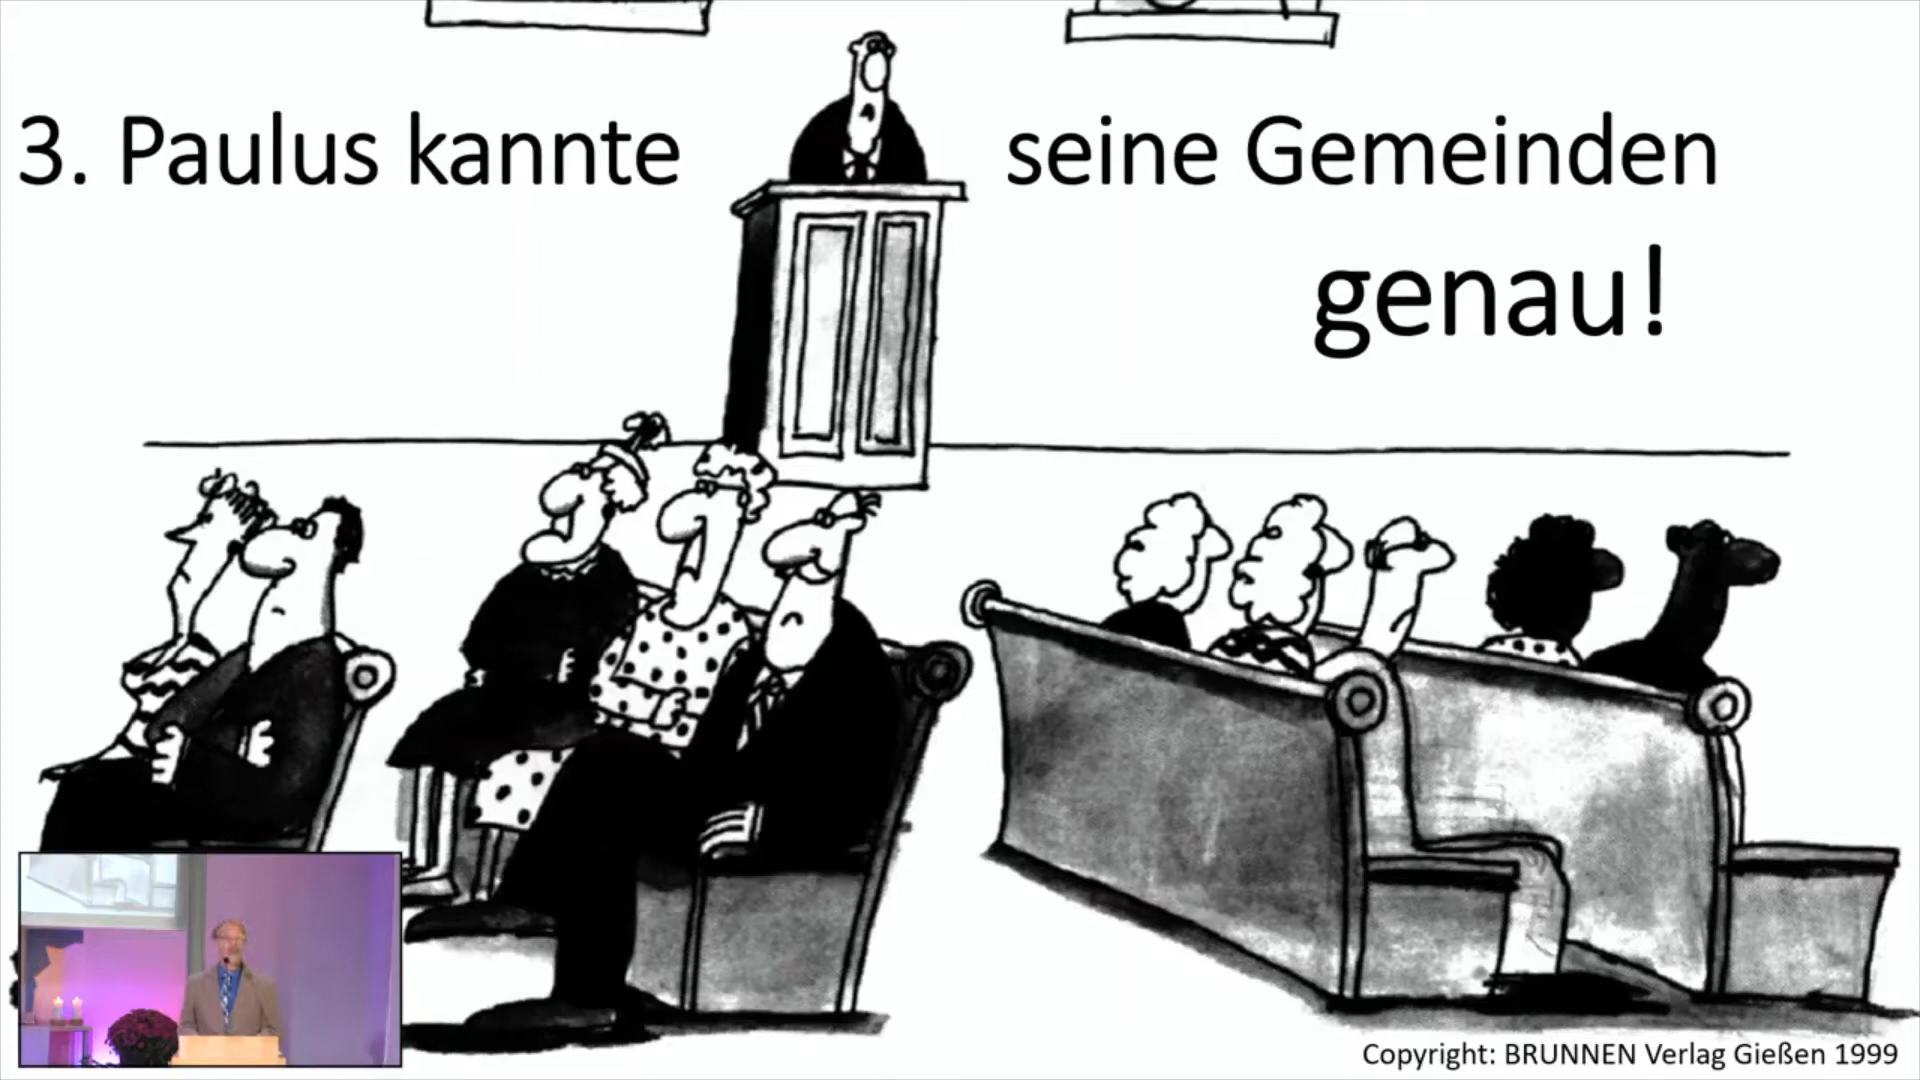 3. Paulus kannte seine Gemeinden
genau!
Copyright: BRUNNEN Verlag Gießen 1999